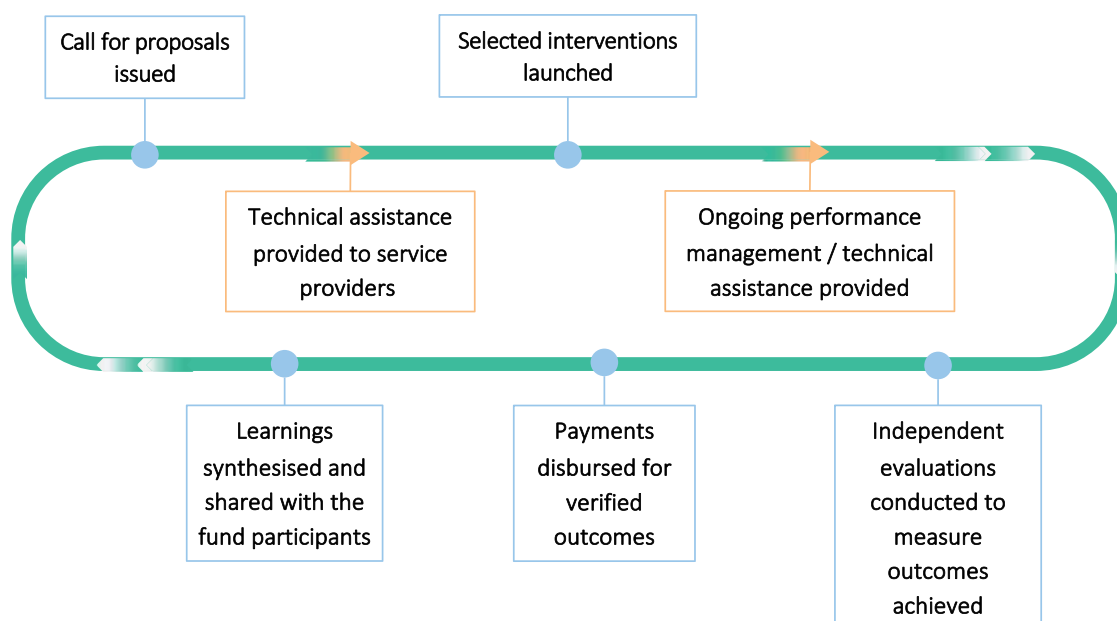 Call for proposals
issued
Selected interventions
launched
Technical assistance
provided to service
providers
Ongoing performance
management / technical
assistance provided
Learnings
synthesised and
shared with the
fund participants
Payments
disbursed for
verified
outcomes
Independent
evaluations
conducted to
measure
outcomes
achieved